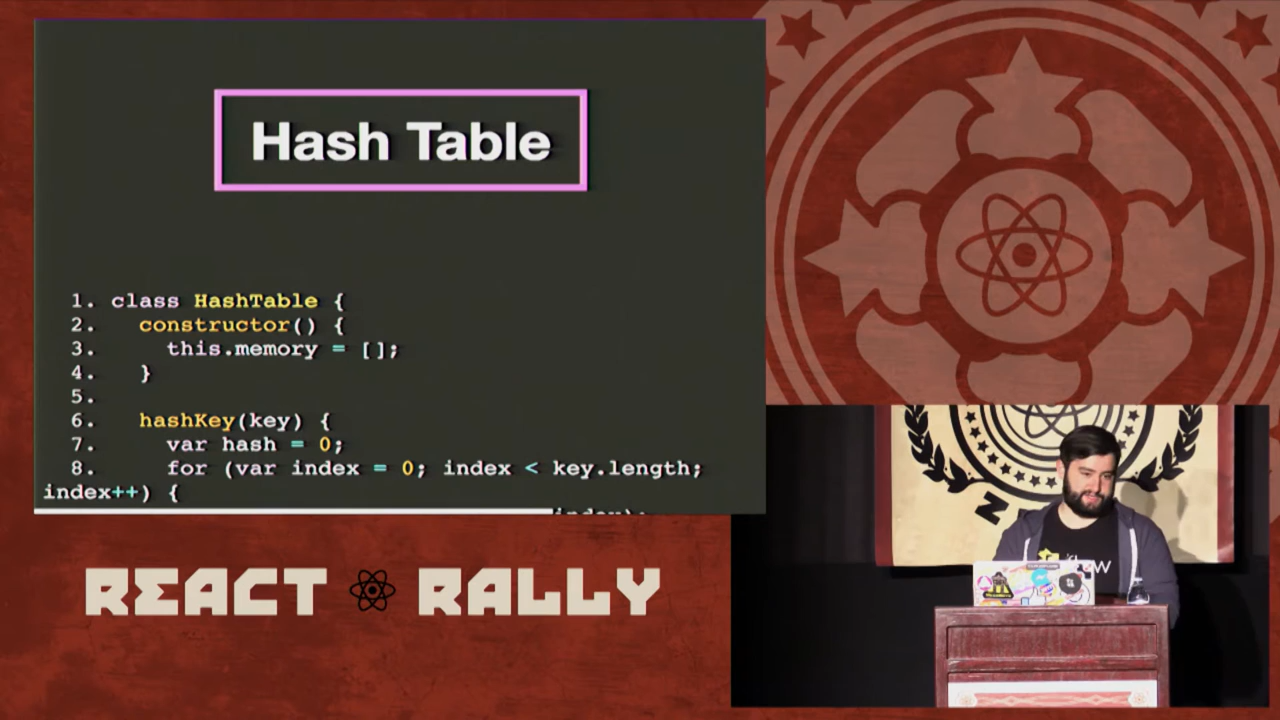 Hash Table
1. class HashTable {
2. constructor() {
3. this.memory = [];
4. }
5.
6. hashKey(key) {
7. var hash = 0;
8. for (var index = 0; index < key.length;
index++) {
index);
REACT RALLY